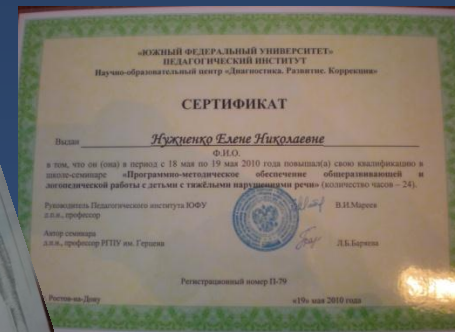 «ЮЖНЫЙ ФЕДЕРАЛЬНЫЙ УНИВЕРСИТЕТ»
ПЕДАГОГИЧЕСКИЙ ИНСТИТУТ
Научно-образовательный центр «Диагностика. Развитие. Коррекция»
СЕРТИФИКАТ
Выдан Нужненко Елене Николаевне
Ф.И.О.
в том, что он (она) в период с 18 мая по 19 мая 2010 года повышал(а) свою квалификацию в
школе-семинаре «Программно-методическое обеспечение общеразвивающей и
логопедической работы с детьми с тяжёлыми нарушениями речи» (количество часов – 24).
Руководитель Педагогического института ЮФУ В.И.Мареев
д.п.н., профессор
Автор семинара
д.п.н., профессор РГПУ им. Герцена Л.Б.Баряева
Регистрационный номер П-79
Ростов-на-Дону «19» мая 2010 года